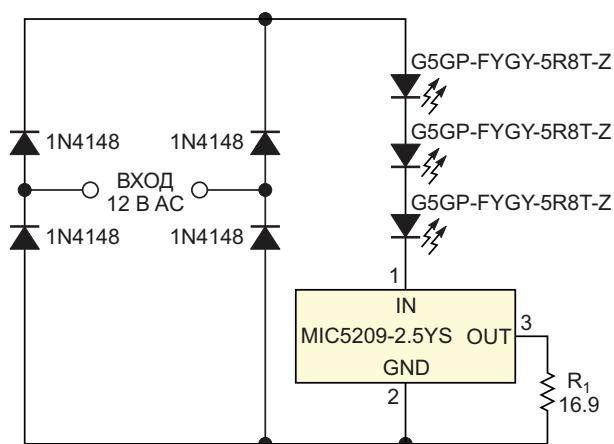 G5GP-FYGY-5R8T-Z
G5GP-FYGY-5R8T-Z
1N4148
1N4148
ВХОД
12 В AC
G5GP-FYGY-5R8T-Z
1N4148
1N4148
1
IN
MIC5209-2.5YS OUT
3
GND
2
R1
16.9